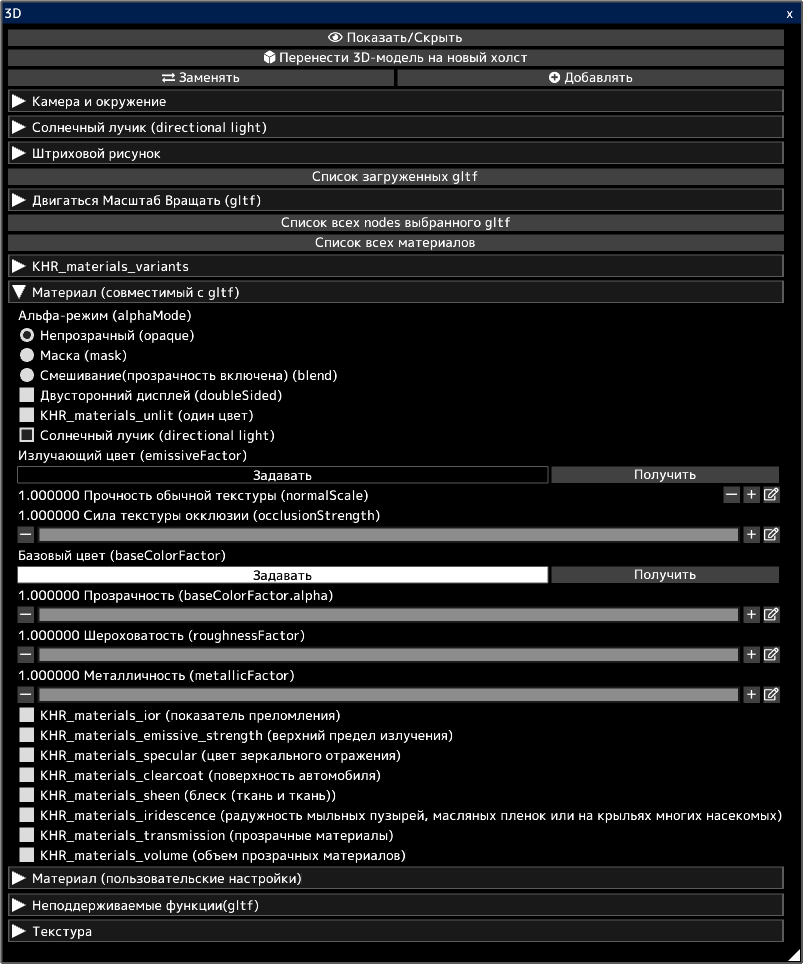 3D x
Показать/Скрыть
Перенести 3D-модель на новый холст
Заменять Добавлять
Камера и окружение
Солнечный лучик (directional light)
Штриховой рисунок
Список загруженных gltf
Двигаться Масштаб Вращать (gltf)
Список всех nodes выбранного gltf
Список всех материалов
KHR_materials_variants
Материал (совместимый с gltf)
Альфа-режим (alphaMode)
Непрозрачный (opaque)
Маска (mask)
Смешивание(прозрачность включена) (blend)
Двусторонний дисплей (doubleSided)
KHR_materials_unlit (один цвет)
Солнечный лучик (directional light)
Излучающий цвет (emissiveFactor)
Задавать Получить
1.000000 Прочность обычной текстуры (normalScale)
1.000000 Сила текстуры окклюзии (occlusionStrength)
Базовый цвет (baseColorFactor)
Задавать Получить
1.000000 Прозрачность (baseColorFactor.alpha)
1.000000 Шероховатость (roughnessFactor)
1.000000 Металличность (metallicFactor)
KHR_materials_ior (показатель преломления)
KHR_materials_emissive_strength (верхний предел излучения)
KHR_materials_specular (цвет зеркального отражения)
KHR_materials_clearcoat (поверхность автомобиля)
KHR_materials_sheen (блеск (ткань и ткань))
KHR_materials_iridescence (радужность мыльных пузырей, масляных пленок или на крыльях многих насекомых)
KHR_materials_transmission (прозрачные материалы)
KHR_materials_volume (объем прозрачных материалов)
Материал (пользовательские настройки)
Неподдерживаемые функции(gltf)
Текстура